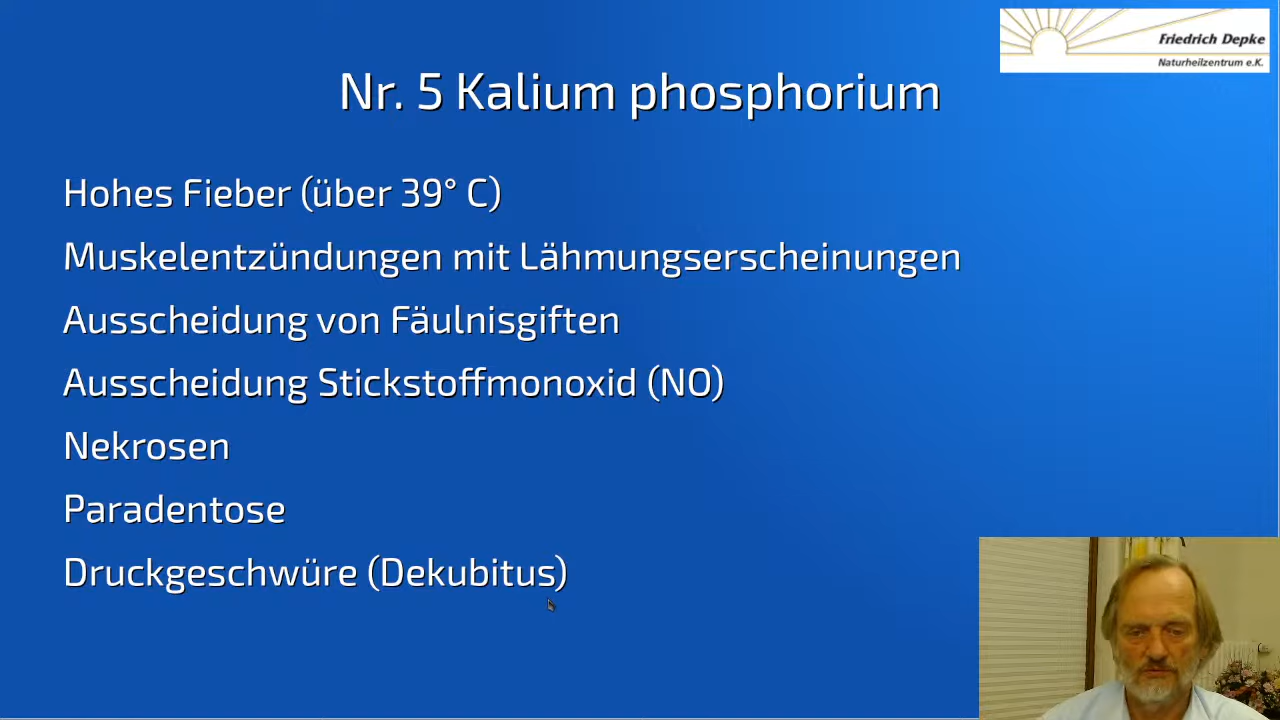 Friedrich Depke
Naturheilzentrum e.K.
Nr. 5 Kalium phosphorium
Hohes Fieber (über 39° C)
Muskelentzündungen mit Lähmungserscheinungen
Ausscheidung von Fäulnisgiften
Ausscheidung Stickstoffmonoxid (NO)
Nekrosen
Paradentose
Druckgeschwüre (Dekubitus)